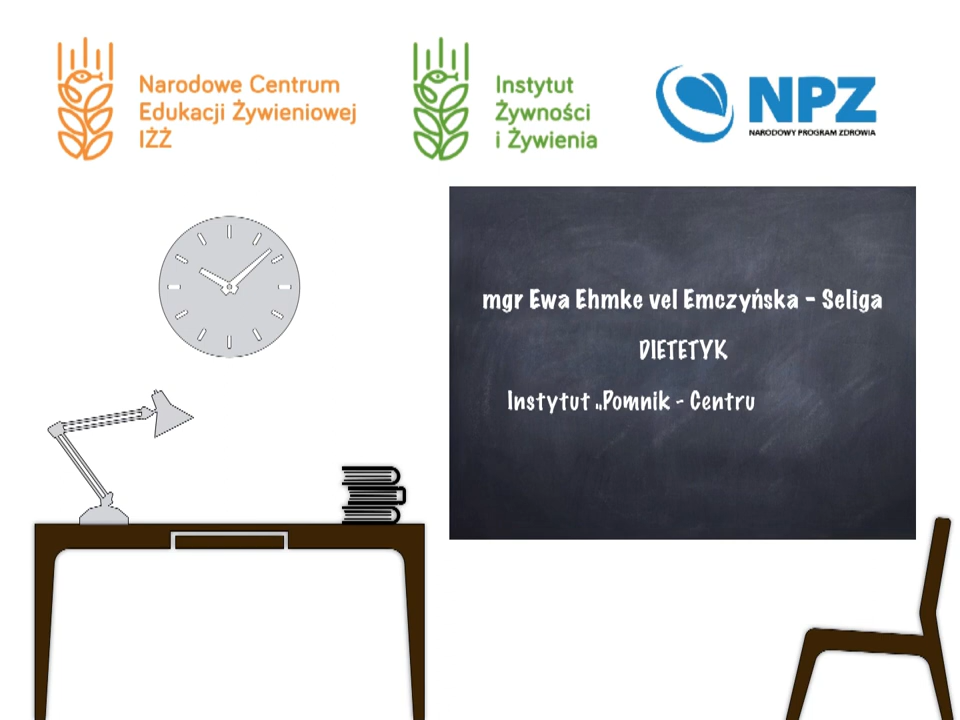 Narodowe Centrum
Edukacji Żywieniowej
IŻŻ
Instytut
Żywności
i Żywienia
NPZ
NARODOWY PROGRAM ZDROWIA
mgr Ewa Ehmke vel Emczyńska - Seliga
DIETETYK
Instytut „Pomnik - Centru